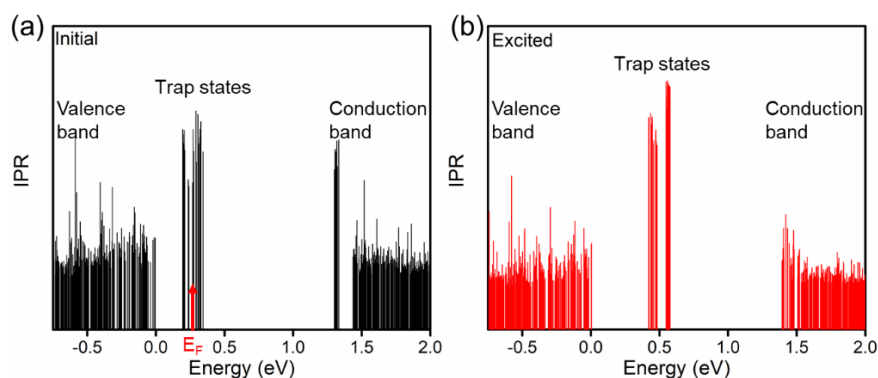 (a)
Initial
Trap states
Valence
band
Conduction
band
IPR
-0.5
0.0
0.5
1.0
1.5
2.0
E_F
Energy (eV)
(b)
Excited
Trap states
Valence
band
Conduction
band
IPR
-0.5
0.0
0.5
1.0
1.5
2.0
Energy (eV)